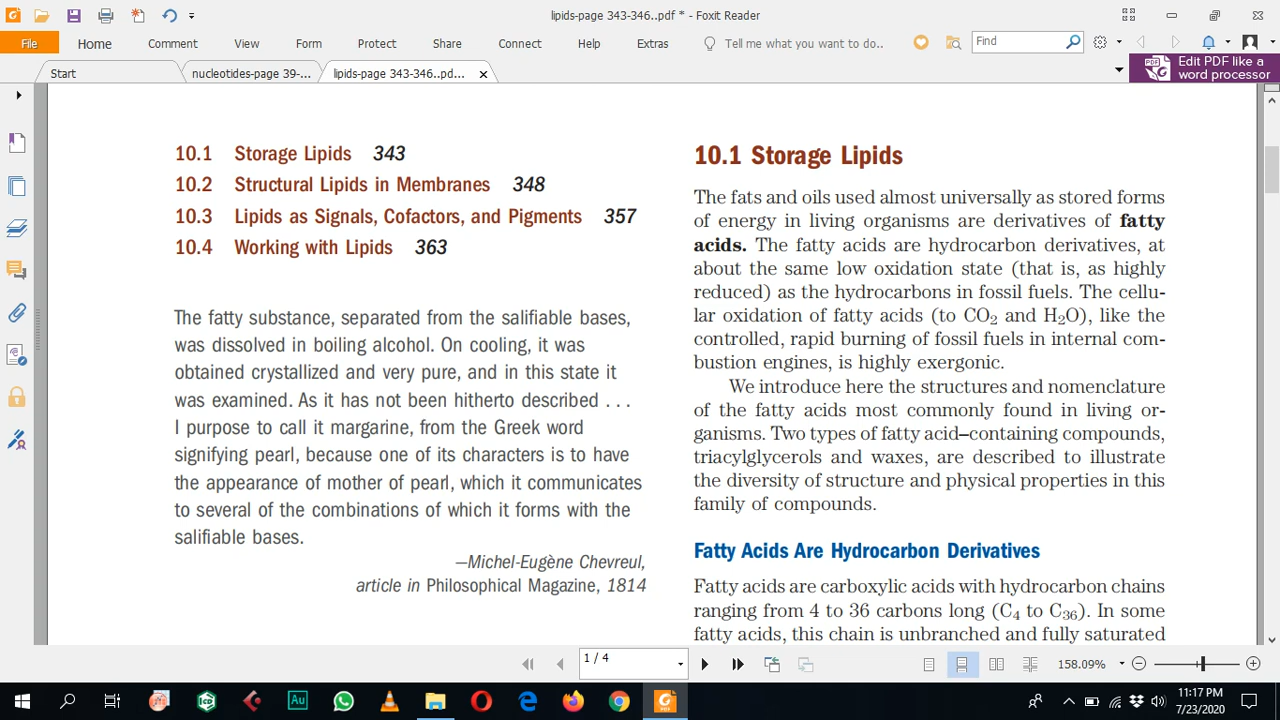 lipids-page 343-346..pdf * - Foxit Reader
File
Home
Comment
View
Form
Protect
Share
Connect
Help
Extras
Tell me what you want to do..
Find
Start
nucleotides-page 39-...
lipids-page 343-346..pd...
Edit PDF like a
word processor
10.1 Storage Lipids 343
10.2 Structural Lipids in Membranes 348
10.3 Lipids as Signals, Cofactors, and Pigments 357
10.4 Working with Lipids 363
The fatty substance, separated from the salifiable bases,
was dissolved in boiling alcohol. On cooling, it was
obtained crystallized and very pure, and in this state it
was examined. As it has not been hitherto described . . .
I purpose to call it margarine, from the Greek word
signifying pearl, because one of its characters is to have
the appearance of mother of pearl, which it communicates
to several of the combinations of which it forms with the
salifiable bases.
—Michel-Eugène Chevreul,
article in Philosophical Magazine, 1814
10.1 Storage Lipids
The fats and oils used almost universally as stored forms
of energy in living organisms are derivatives of fatty
acids. The fatty acids are hydrocarbon derivatives, at
about the same low oxidation state (that is, as highly
reduced) as the hydrocarbons in fossil fuels. The cellu-
lar oxidation of fatty acids (to CO₂ and H₂O), like the
controlled, rapid burning of fossil fuels in internal com-
bustion engines, is highly exergonic.
We introduce here the structures and nomenclature
of the fatty acids most commonly found in living or-
ganisms. Two types of fatty acid–containing compounds,
triacylglycerols and waxes, are described to illustrate
the diversity of structure and physical properties in this
family of compounds.
Fatty Acids Are Hydrocarbon Derivatives
Fatty acids are carboxylic acids with hydrocarbon chains
ranging from 4 to 36 carbons long (C₄ to C₃₆). In some
fatty acids, this chain is unbranched and fully saturated
1 / 4
158.09%
Au
11:17 PM
7/23/2020